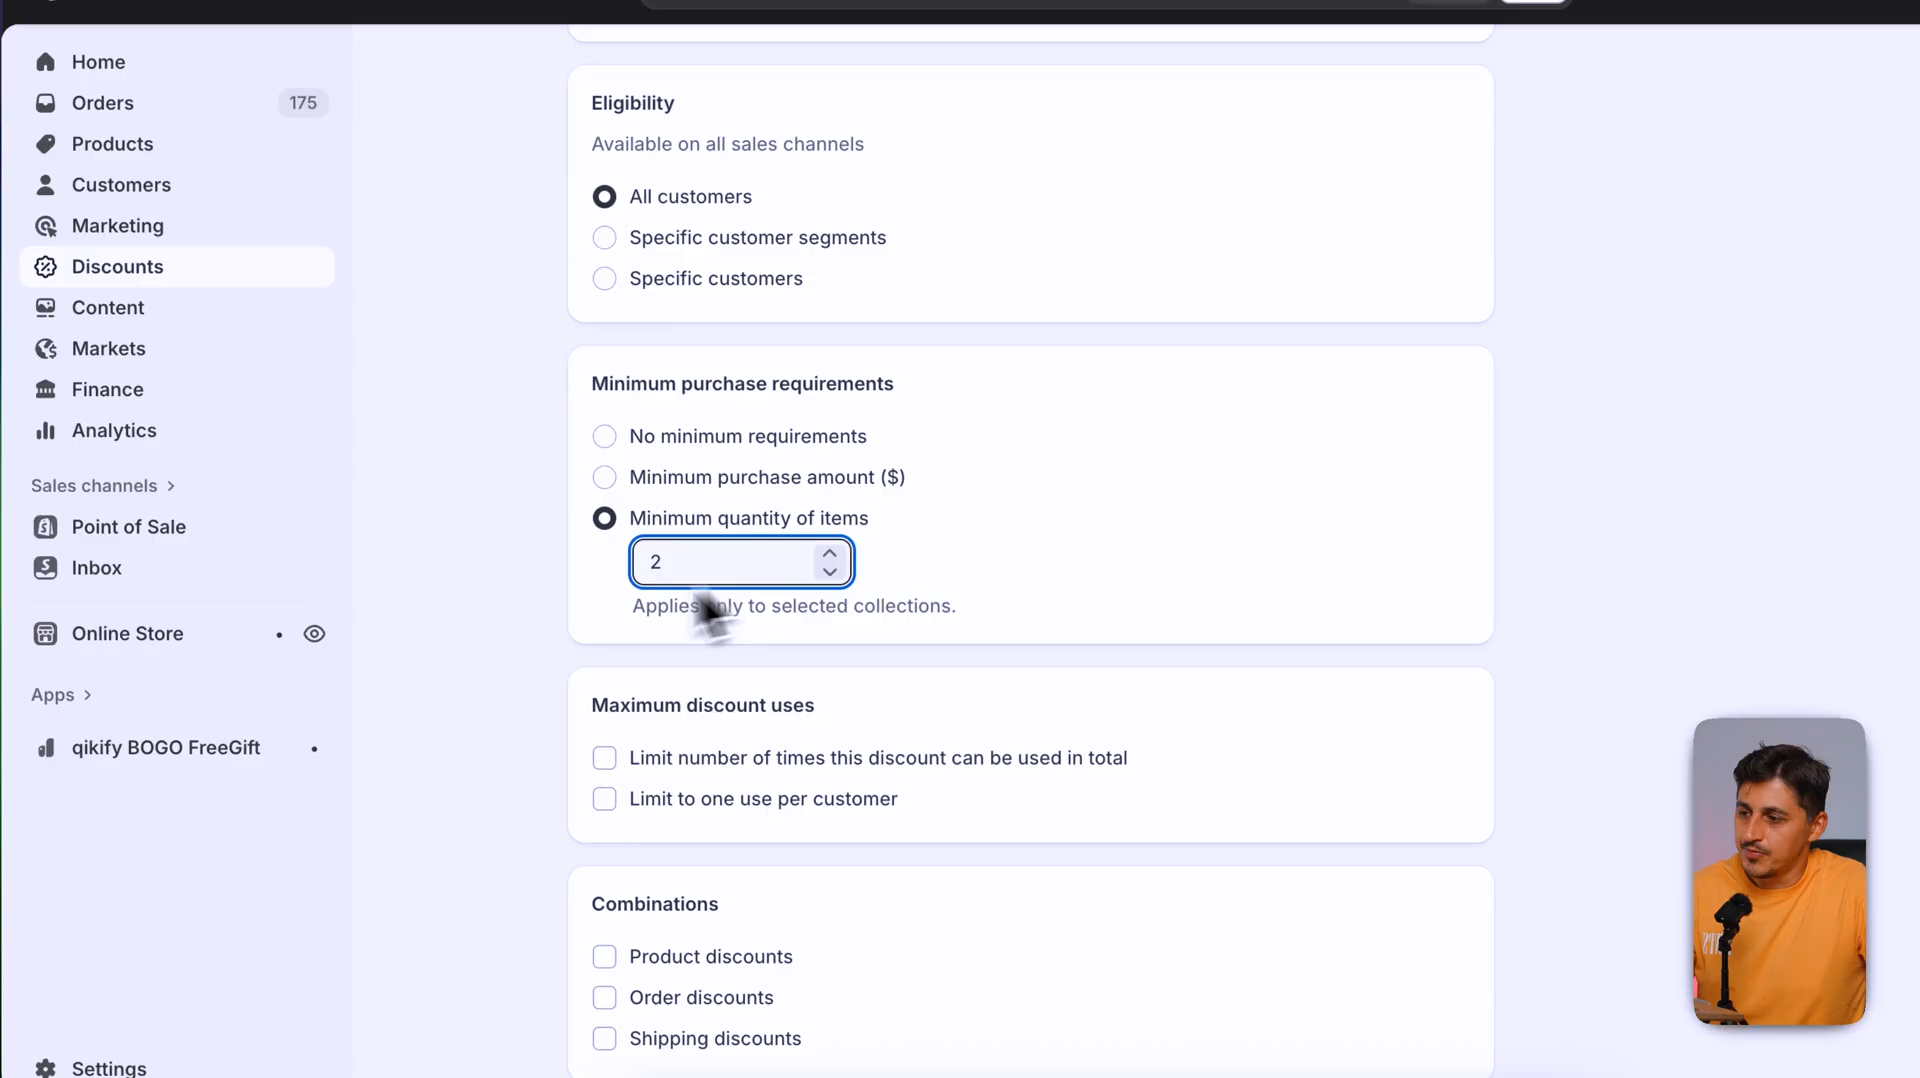 Home
Orders 175
Products
Customers
Marketing
Discounts
Content
Markets
Finance
Analytics
Sales channels
Point of Sale
Inbox
Online Store
Apps
qikify BOGO FreeGift
Settings
Eligibility
Available on all sales channels
All customers
Specific customer segments
Specific customers
Minimum purchase requirements
No minimum requirements
Minimum purchase amount ($)
Minimum quantity of items
2
Applies only to selected collections.
Maximum discount uses
Limit number of times this discount can be used in total
Limit to one use per customer
Combinations
Product discounts
Order discounts
Shipping discounts